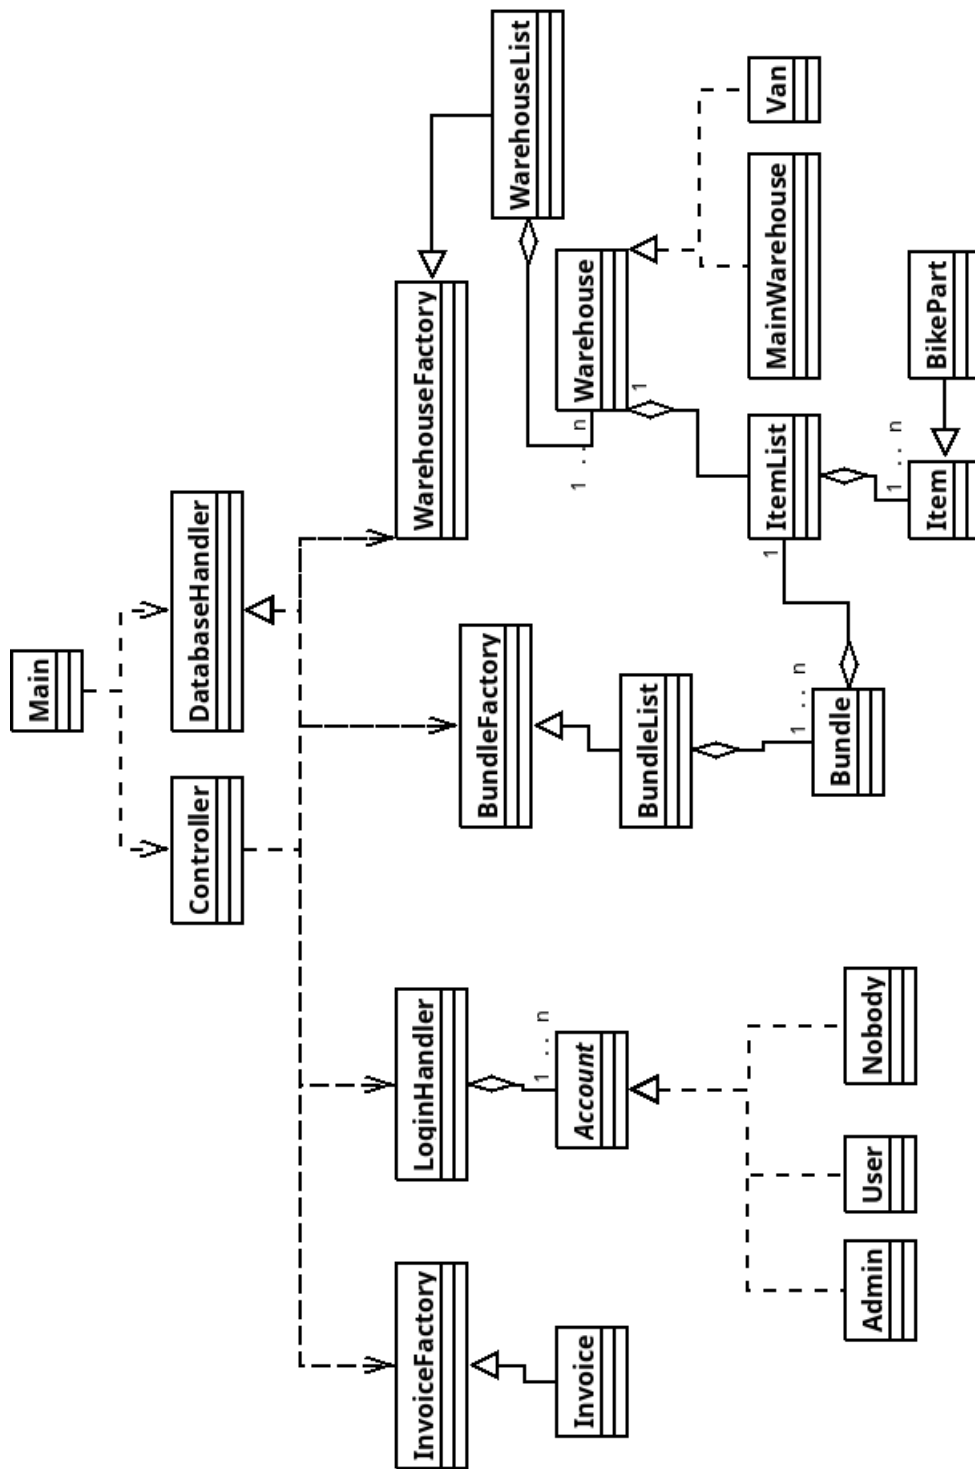 Main
Controller
DatabaseHandler
InvoiceFactory
LoginHandler
WarehouseFactory
BundleFactory
WarehouseList
Invoice
Account
1 .. n
Warehouse
1 .. n
1
BundleList
Admin
User
Nobody
Bundle
1 .. n
ItemList
1
MainWarehouse
Van
Item
1 .. n
BikePart